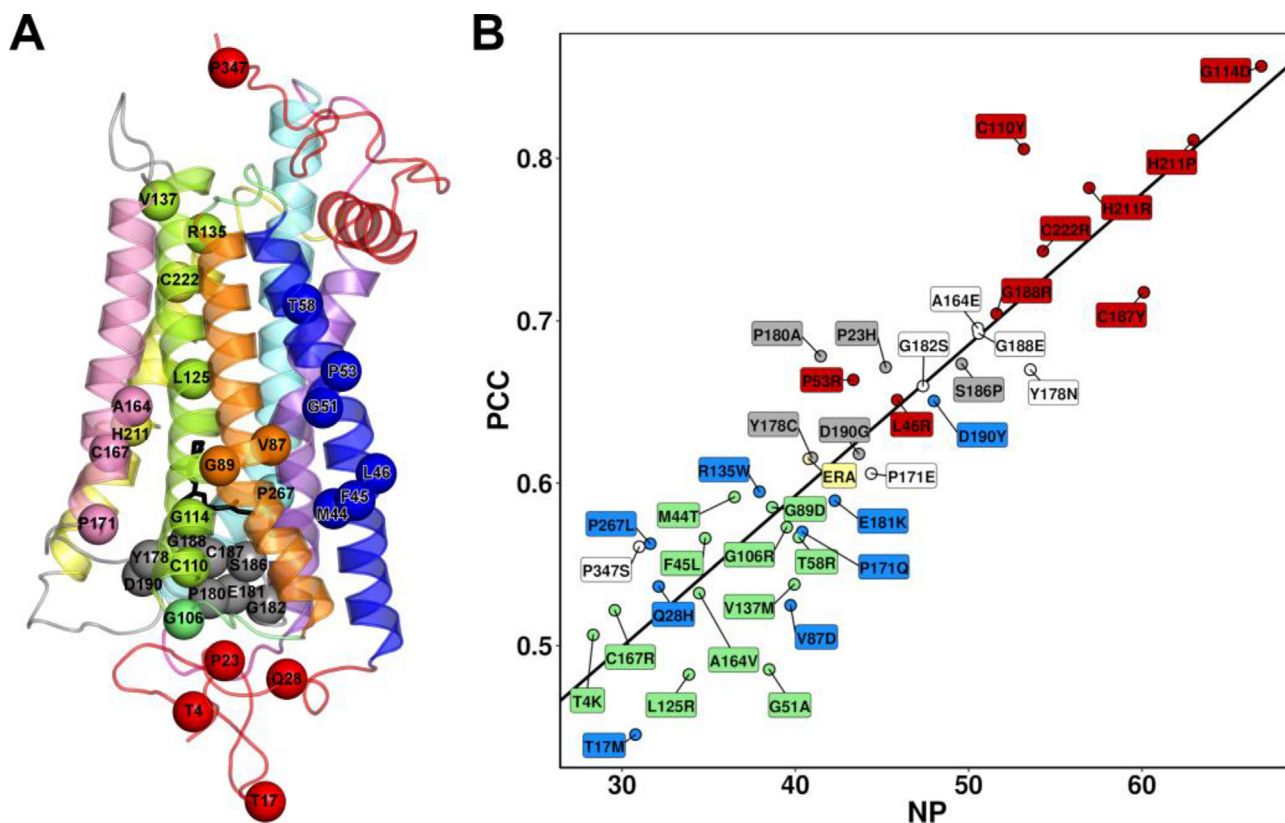 A
P347
V137
R135
C222
T58
L125
P53
G51
A164
H211
C167
V87
G89
L46
F45
P267
M44
P171
G114
G188
Y178
C187
C110
S186
D190
P180
E181
G182
G106
P23
Q28
T4
T17
B
PCC
0.8
0.7
0.6
0.5
G114D
C110Y
H211P
H211R
C222R
A164E
G188R
C187Y
P180A
P23H
G182S
G188E
P53R
S186P
Y178N
L46R
D190Y
Y178C
D190G
R135W
ERA
P171E
M44T
G89D
E181K
P267L
G106R
T58R
F45L
P171Q
P347S
V137M
Q28H
V87D
C167R
A164V
T4K
L125R
G51A
T17M
30 40 50 60
NP